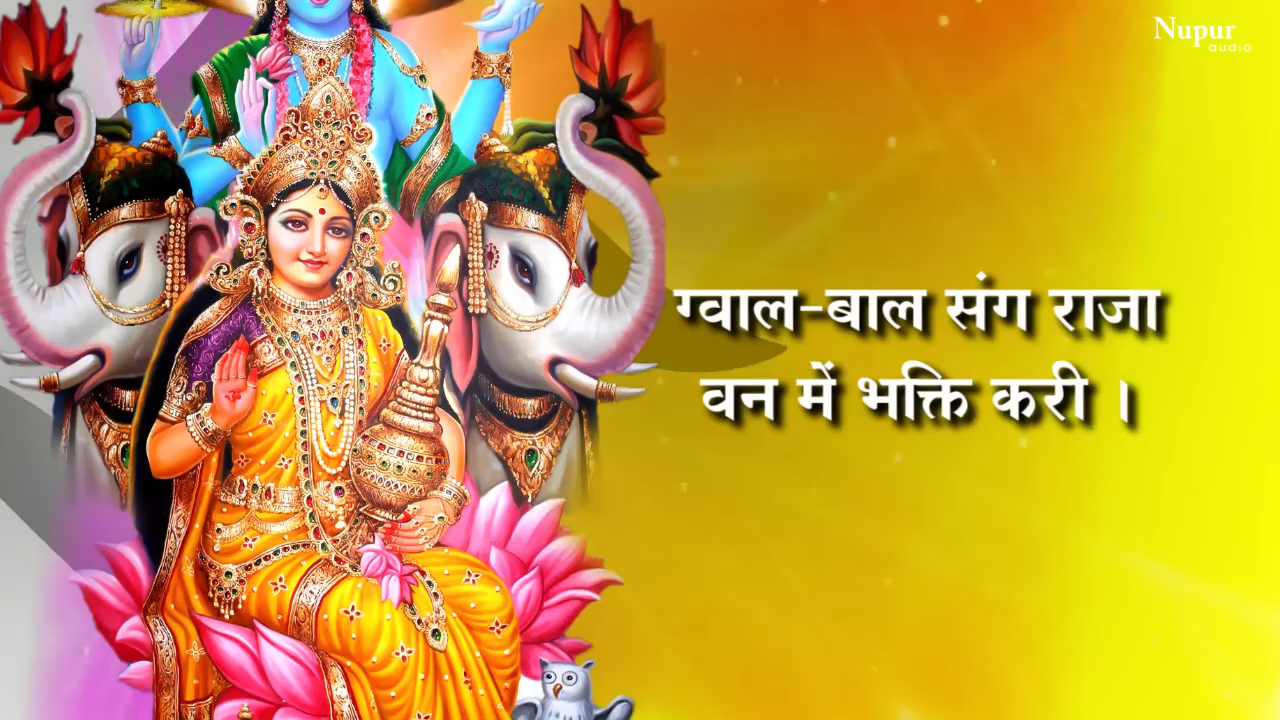 Nupur
audio
ग्वाल-बाल संग राजा
वन में भक्ति करी ।